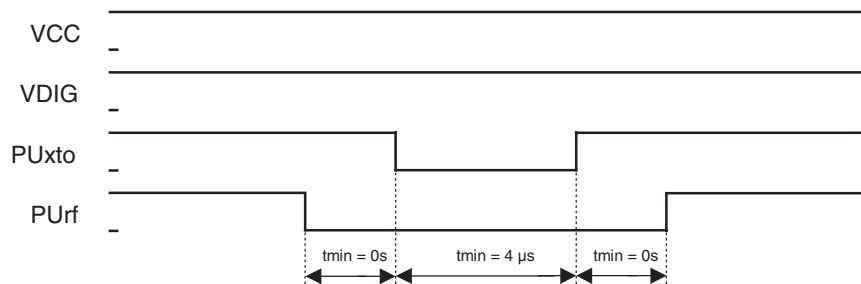 VCC
VDIG
PUxto
PUrf
tmin = 0s tmin = 4 µs tmin = 0s